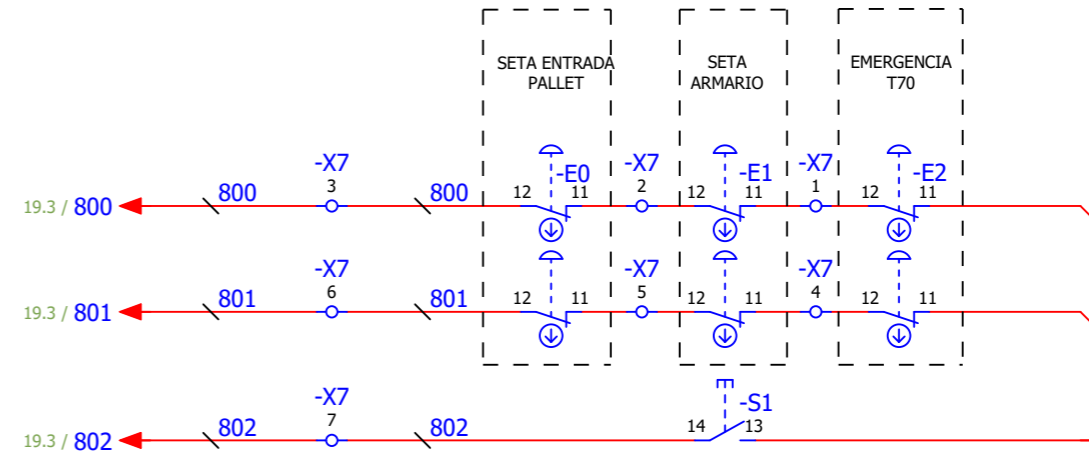 SETA ENTRADA
PALLET
SETA
ARMARIO
EMERGENCIA
T70
19.3 / 800
800
-X7
3
800
12
-E0
11
-X7
2
12
-E1
11
-X7
1
12
-E2
11
19.3 / 801
801
-X7
6
801
12
11
-X7
5
12
11
-X7
4
12
11
19.3 / 802
802
-X7
7
802
14
-S1
13